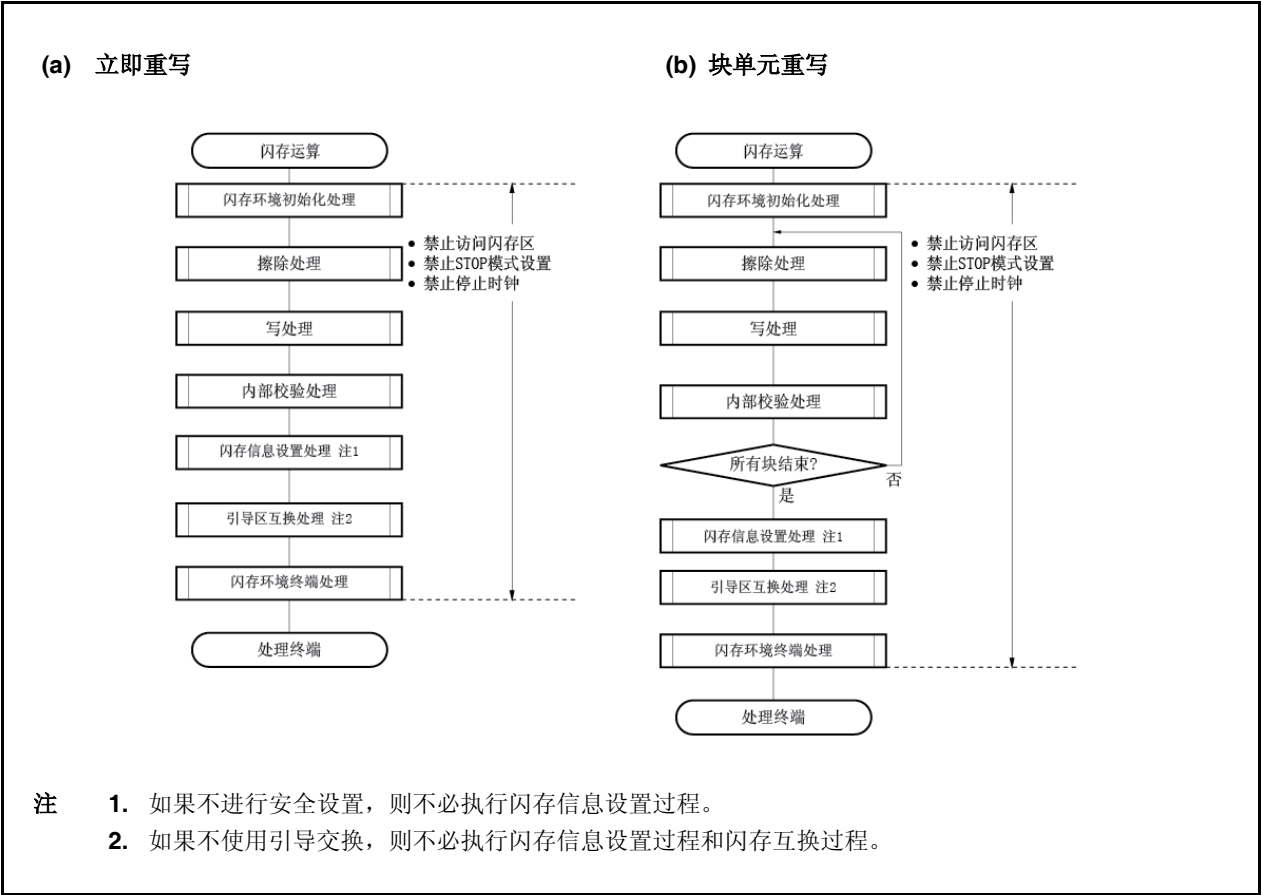 (a) 立即重写
闪存运算
闪存环境初始化处理
擦除处理
写处理
内部校验处理
闪存信息设置处理 注1
引导区互换处理 注2
闪存环境终端处理
处理终端
● 禁止访问闪存区
● 禁止STOP模式设置
● 禁止停止时钟
(b) 块单元重写
闪存运算
闪存环境初始化处理
擦除处理
写处理
内部校验处理
所有块结束?
否
是
闪存信息设置处理 注1
引导区互换处理 注2
闪存环境终端处理
处理终端
● 禁止访问闪存区
● 禁止STOP模式设置
● 禁止停止时钟
注 1. 如果不进行安全设置，则不必执行闪存信息设置过程。
2. 如果不使用引导交换，则不必执行闪存信息设置过程和闪存互换过程。